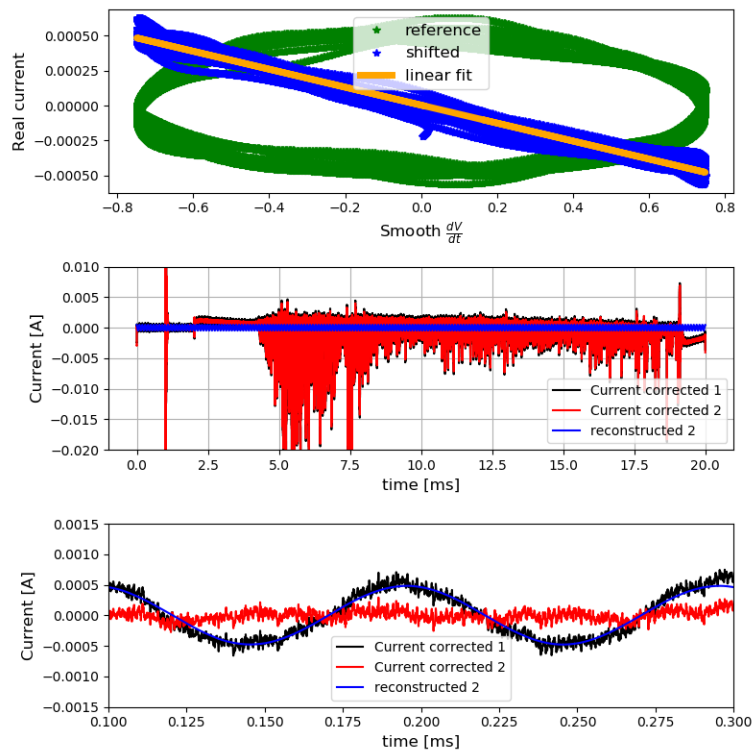 reference
shifted
linear fit
Real current
0.00050
0.00025
0.00000
−0.00025
−0.00050
−0.8 −0.6 −0.4 −0.2 0.0 0.2 0.4 0.6 0.8
Smooth dV/dt
Current [A]
0.010
0.005
0.000
−0.005
−0.010
−0.015
−0.020
Current corrected 1
Current corrected 2
reconstructed 2
0.0 2.5 5.0 7.5 10.0 12.5 15.0 17.5 20.0
time [ms]
Current [A]
0.0015
0.0010
0.0005
0.0000
−0.0005
−0.0010
−0.0015
Current corrected 1
Current corrected 2
reconstructed 2
0.100 0.125 0.150 0.175 0.200 0.225 0.250 0.275 0.300
time [ms]